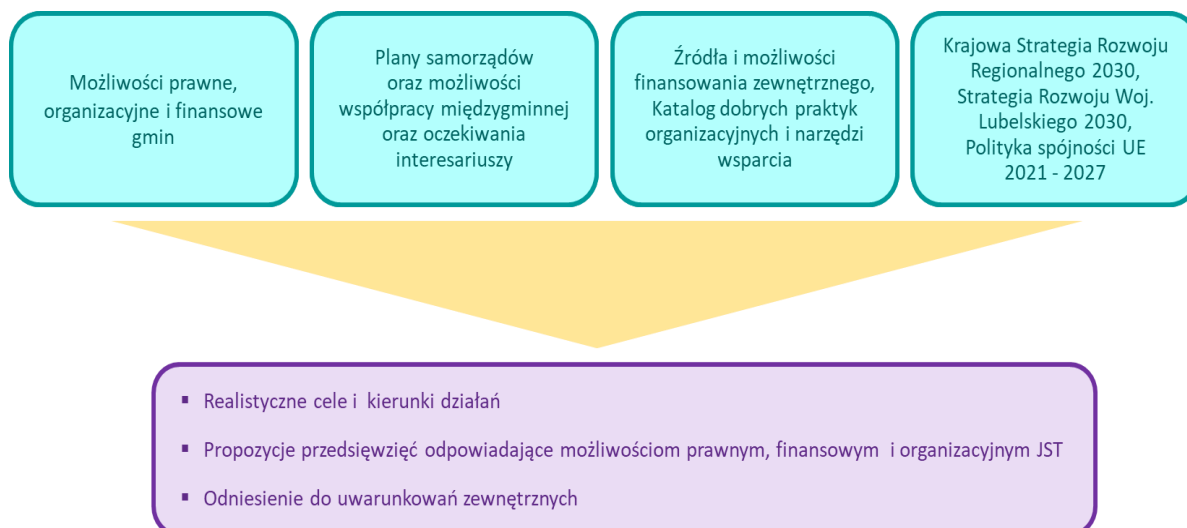 Możliwości prawne,
organizacyjne i finansowe
gmin
Plany samorządów
oraz możliwości
współpracy międzygminnej
oraz oczekiwania
interesariuszy
Źródła i możliwości
finansowania zewnętrznego,
Katalog dobrych praktyk
organizacyjnych i narzędzi
wsparcia
Krajowa Strategia Rozwoju
Regionalnego 2030,
Strategia Rozwoju Woj.
Lubelskiego 2030,
Polityka spójności UE
2021 - 2027
▪ Realistyczne cele i kierunki działań
▪ Propozycje przedsięwzięć odpowiadające możliwościom prawnym, finansowym i organizacyjnym JST
▪ Odniesienie do uwarunkowań zewnętrznych